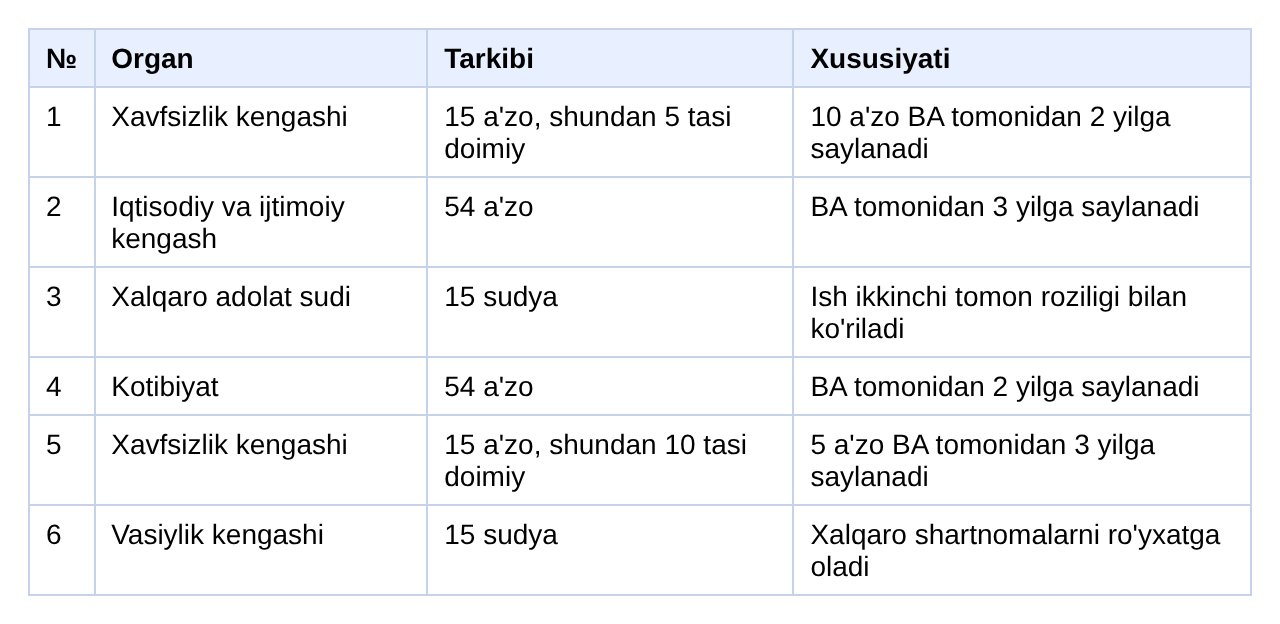 № Organ Tarkibi Xususiyati
1 Xavfsizlik kengashi 15 a'zo, shundan 5 tasi doimiy 10 a'zo BA tomonidan 2 yilga saylanadi
2 Iqtisodiy va ijtimoiy kengash 54 a'zo BA tomonidan 3 yilga saylanadi
3 Xalqaro adolat sudi 15 sudya Ish ikkinchi tomon roziligi bilan ko'riladi
4 Kotibiyat 54 a'zo BA tomonidan 2 yilga saylanadi
5 Xavfsizlik kengashi 15 a'zo, shundan 10 tasi doimiy 5 a'zo BA tomonidan 3 yilga saylanadi
6 Vasiylik kengashi 15 sudya Xalqaro shartnomalarni ro'yxatga oladi